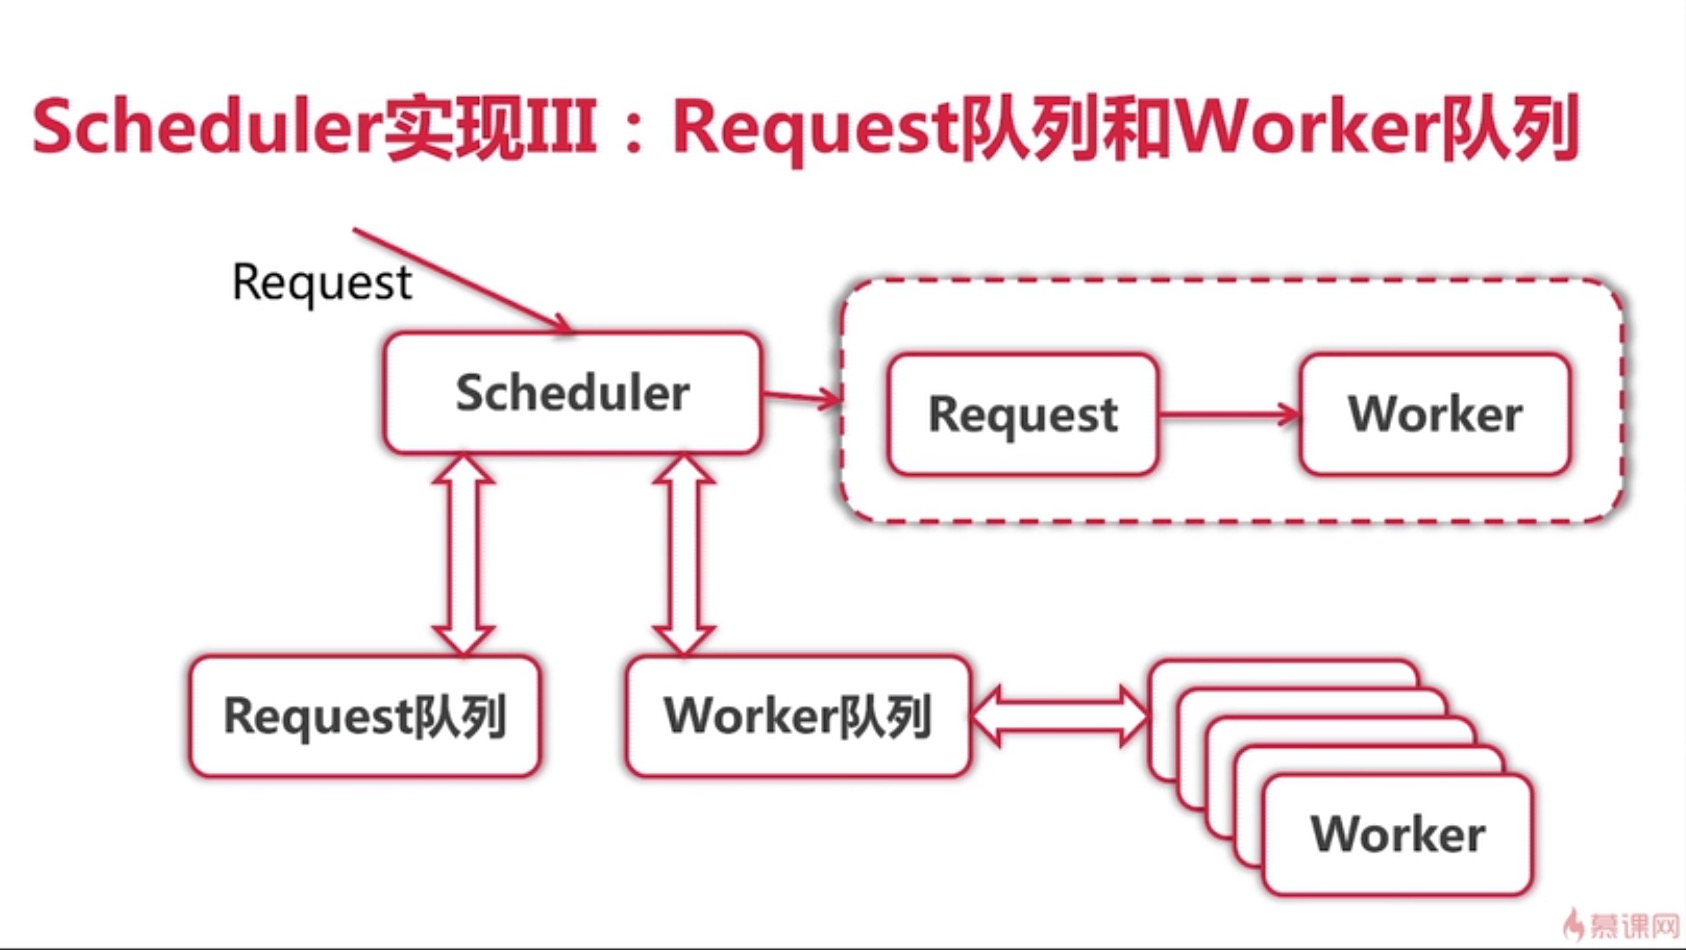 Scheduler实现III：Request队列和Worker队列
Request
Scheduler
Request
Worker
Request队列
Worker队列
Worker
慕课网